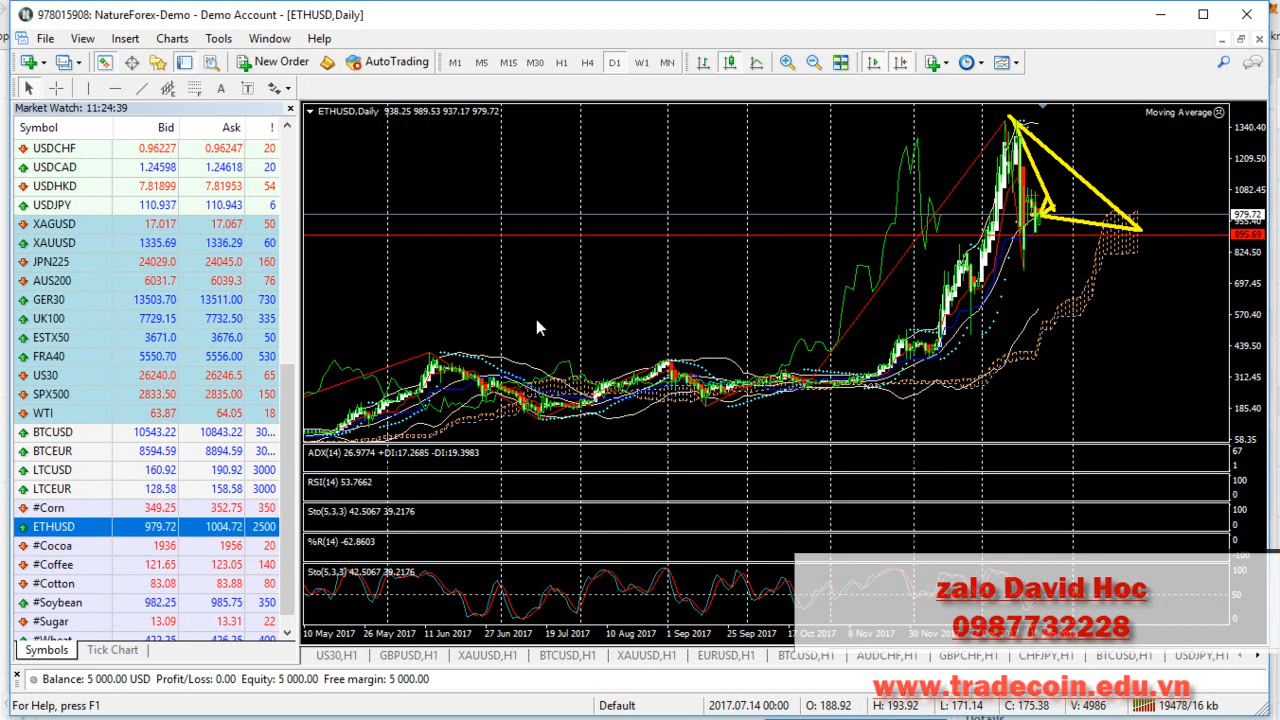 978015908: NatureForex-Demo - Demo Account - [ETHUSD,Daily]
File View Insert Charts Tools Window Help
New Order AutoTrading M1 M5 M15 M30 H1 H4 D1 W1 MN
Market Watch: 11:24:39
Symbol Bid Ask !
USDCHF 0.96227 0.96247 20
USDCAD 1.24598 1.24618 20
USDHKD 7.81899 7.81953 54
USDJPY 110.937 110.943 6
XAGUSD 17.017 17.067 50
XAUUSD 1335.69 1336.29 60
JPN225 24029.0 24045.0 160
AUS200 6031.7 6039.3 76
GER30 13503.70 13511.00 730
UK100 7729.15 7732.50 335
ESTX50 3671.0 3676.0 50
FRA40 5550.70 5556.00 530
US30 26240.0 26246.5 65
SPX500 2833.50 2835.00 150
WTI 63.87 64.05 18
BTCUSD 10543.22 10843.22 30...
BTCEUR 8594.59 8894.59 30...
LTCUSD 160.92 190.92 3000
LTCEUR 128.58 158.58 3000
#Corn 349.25 352.75 350
ETHUSD 979.72 1004.72 2500
#Cocoa 1936 1956 20
#Coffee 121.65 123.05 140
#Cotton 83.08 83.88 80
#Soybean 982.25 985.75 350
#Sugar 13.09 13.31 22
Symbols Tick Chart
ETHUSD,Daily 938.25 989.53 937.17 979.72
Moving Average
1340.40
1209.50
1082.45
979.72
895.69
824.50
697.45
570.40
439.50
312.45
185.40
58.35
ADX(14) 26.9774 +DI:17.2685 -DI:19.3983
67
1
RSI(14) 53.7662
100
0
Sto(5,3,3) 42.5067 39.2176
100
0
%R(14) -62.8603
0
-100
Sto(5,3,3) 42.5067 39.2176
100
50
0
10 May 2017 26 May 2017 11 Jun 2017 27 Jun 2017 19 Jul 2017 10 Aug 2017 1 Sep 2017 25 Sep 2017 17 Oct 2017 8 Nov 2017 30 Nov
zalo David Hoc
0987732228
US30,H1 GBPUSD,H1 XAUUSD,H1 BTCUSD,H1 XAUUSD,H1 EURUSD,H1 BTCUSD,H1 AUDCHF,H1 GBPCHF,H1 CHFJPY,H1 BTCUSD,H1 USDJPY,H1
Balance: 5 000.00 USD Profit/Loss: 0.00 Equity: 5 000.00 Free margin: 5 000.00
www.tradecoin.edu.vn
For Help, press F1 Default 2017.07.14 00:00 O: 188.92 H: 193.92 L: 171.14 C: 175.38 V: 4986 19478/16 kb